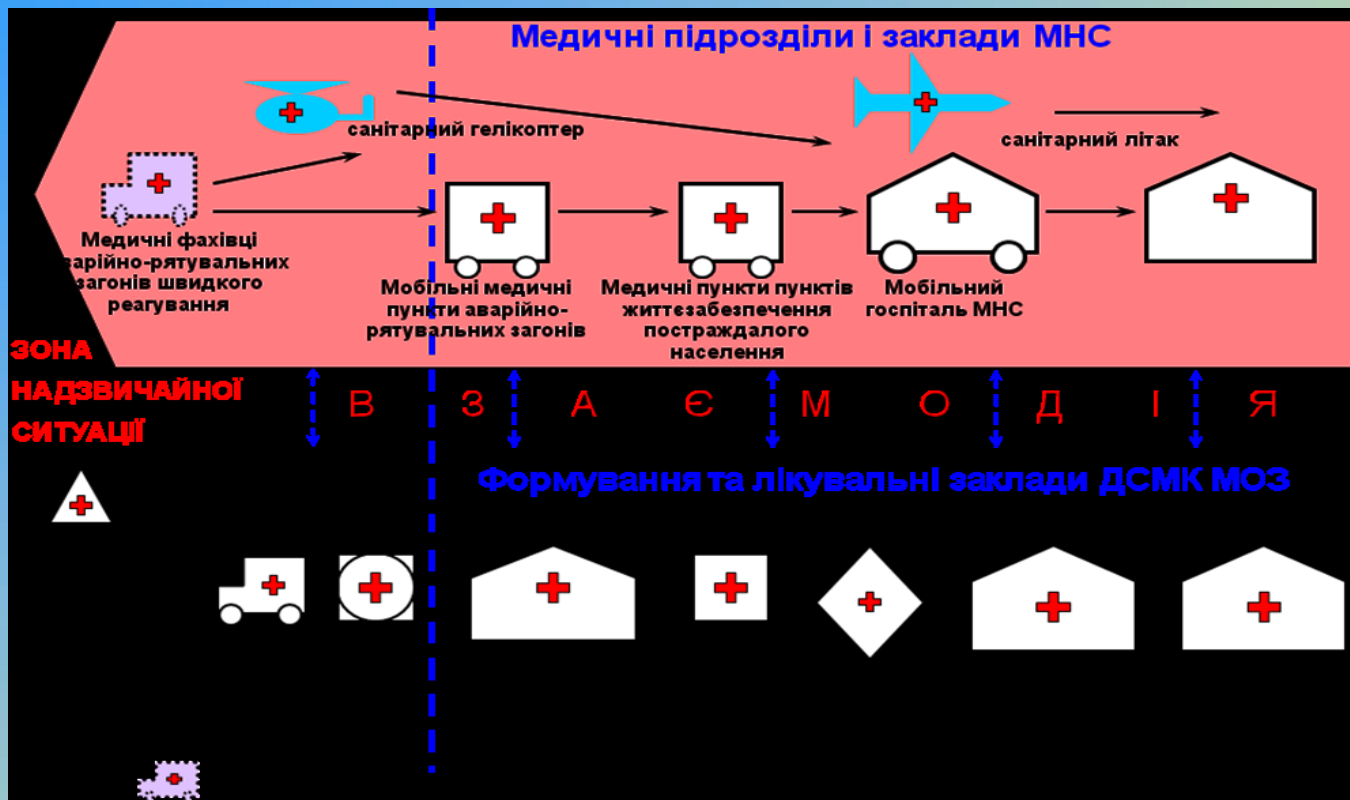 Медичні підрозділи і заклади МНС
санітарний гелікоптер
санітарний літак
Медичні фахівці
аварійно-рятувальних
загонів швидкого
реагування
Мобільні медичні
пункти аварійно-
рятувальних загонів
Медичні пункти пунктів
життєзабезпечення
постраждалого
населення
Мобільний
госпіталь МНС
ЗОНА
НАДЗВИЧАЙНОЇ
СИТУАЦІЇ
В З А Є М О Д І Я
Формування та лікувальні заклади ДСМК МОЗ